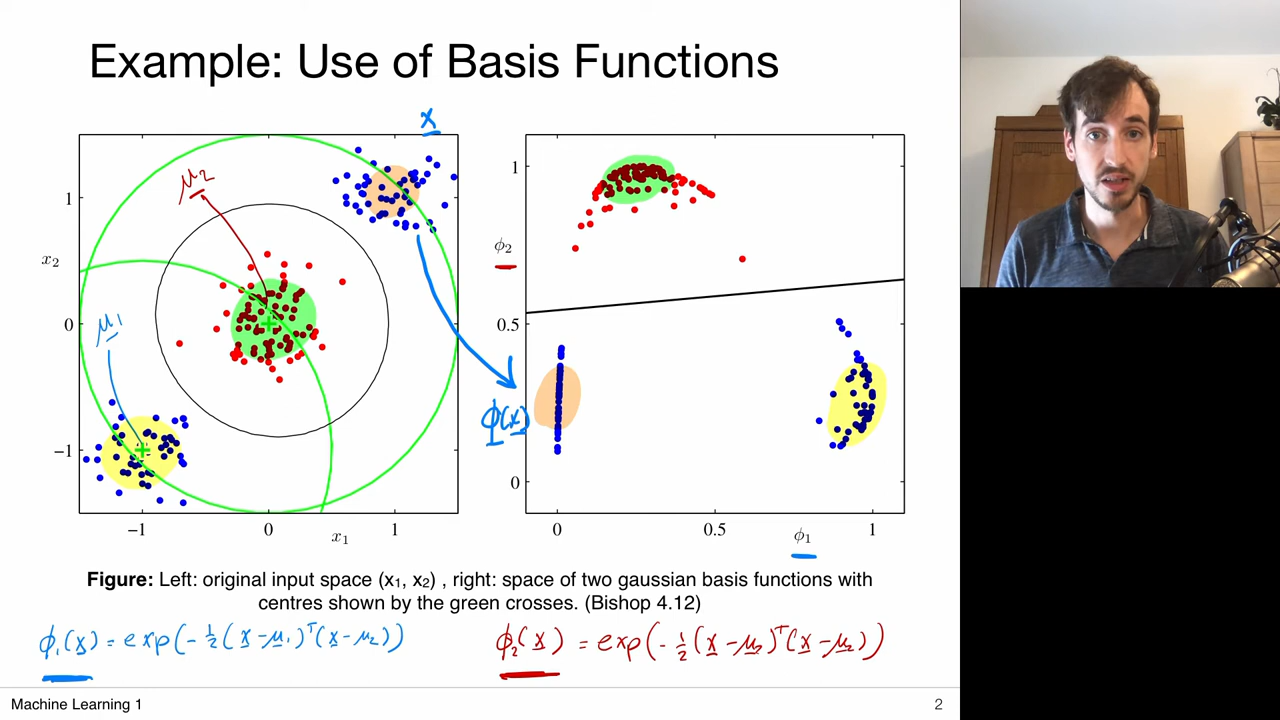 Example: Use of Basis Functions
x
μ2
1
x2
0
μ1
−1
−1
0
x1
1
1
ϕ2
0.5
ϕ(x)
0
0
0.5
ϕ1
1
Figure: Left: original input space (x1, x2) , right: space of two gaussian basis functions with
centres shown by the green crosses. (Bishop 4.12)
ϕ1(x) = exp(-½(x-μ1)ᵀ(x-μ2))
ϕ2(x) = exp(-½(x-μ2)ᵀ(x-μ2))
Machine Learning 1
2